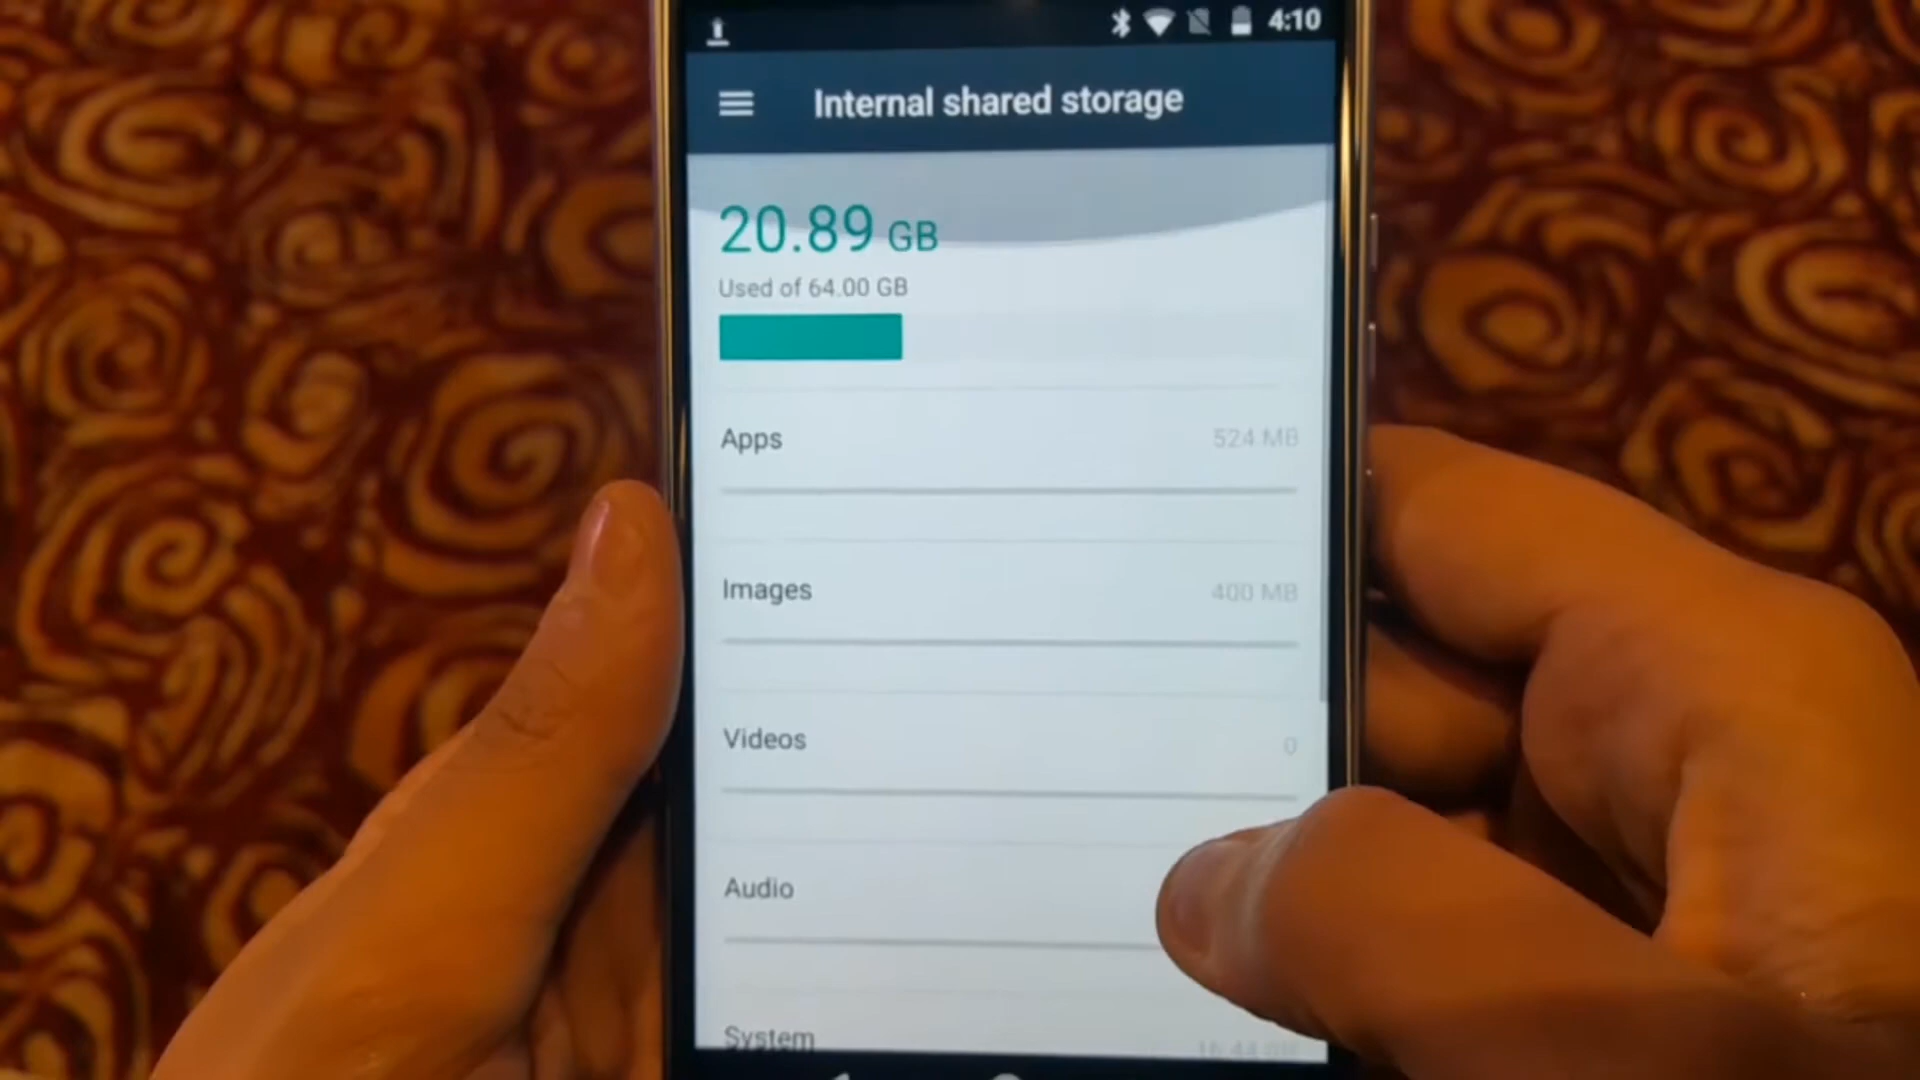 4:10
Internal shared storage
20.89 GB
Used of 64.00 GB
Apps 524 MB
Images 400 MB
Videos 0
Audio
System